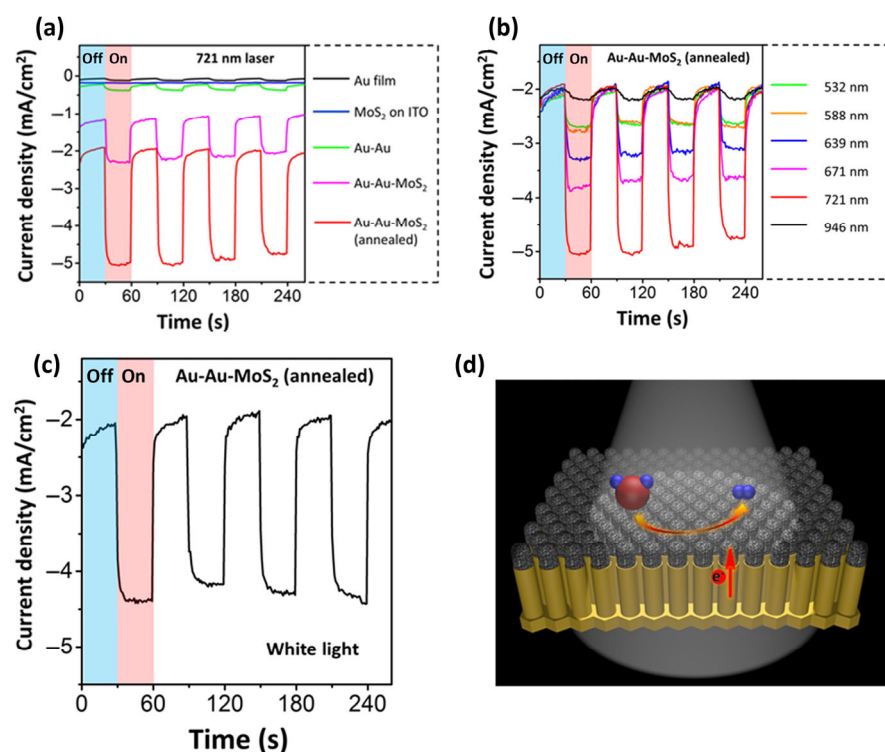 (a)
Off On 721 nm laser
Current density (mA/cm²)
0
−1
−2
−3
−4
−5
0 60 120 180 240
Time (s)
Au film
MoS₂ on ITO
Au-Au
Au-Au-MoS₂
Au-Au-MoS₂
(annealed)
(b)
Off On Au-Au-MoS₂ (annealed)
Current density (mA/cm²)
−2
−3
−4
−5
0 60 120 180 240
Time (s)
532 nm
588 nm
639 nm
671 nm
721 nm
946 nm
(c)
Off On Au-Au-MoS₂ (annealed)
Current density (mA/cm²)
−2
−3
−4
−5
White light
0 60 120 180 240
Time (s)
(d)
e⁻